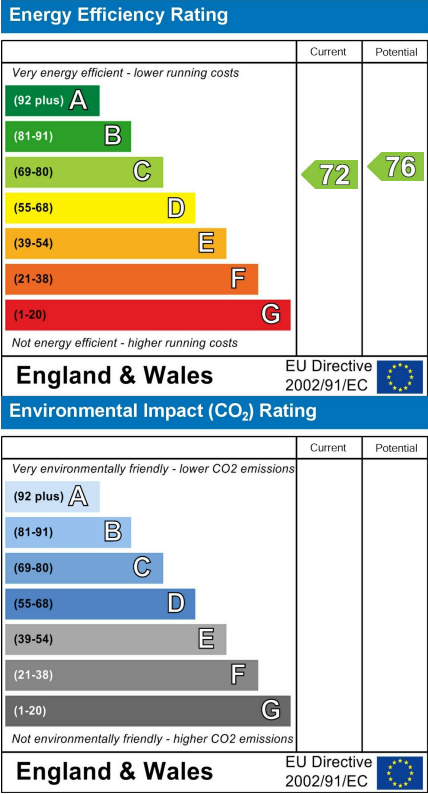 Energy Efficiency Rating
Current Potential
Very energy efficient - lower running costs
(92 plus) A
(81-91) B
(69-80) C
72 76
(55-68) D
(39-54) E
(21-38) F
(1-20) G
Not energy efficient - higher running costs
England & Wales
EU Directive
2002/91/EC
Environmental Impact (CO₂) Rating
Current Potential
Very environmentally friendly - lower CO2 emissions
(92 plus) A
(81-91) B
(69-80) C
(55-68) D
(39-54) E
(21-38) F
(1-20) G
Not environmentally friendly - higher CO2 emissions
England & Wales
EU Directive
2002/91/EC